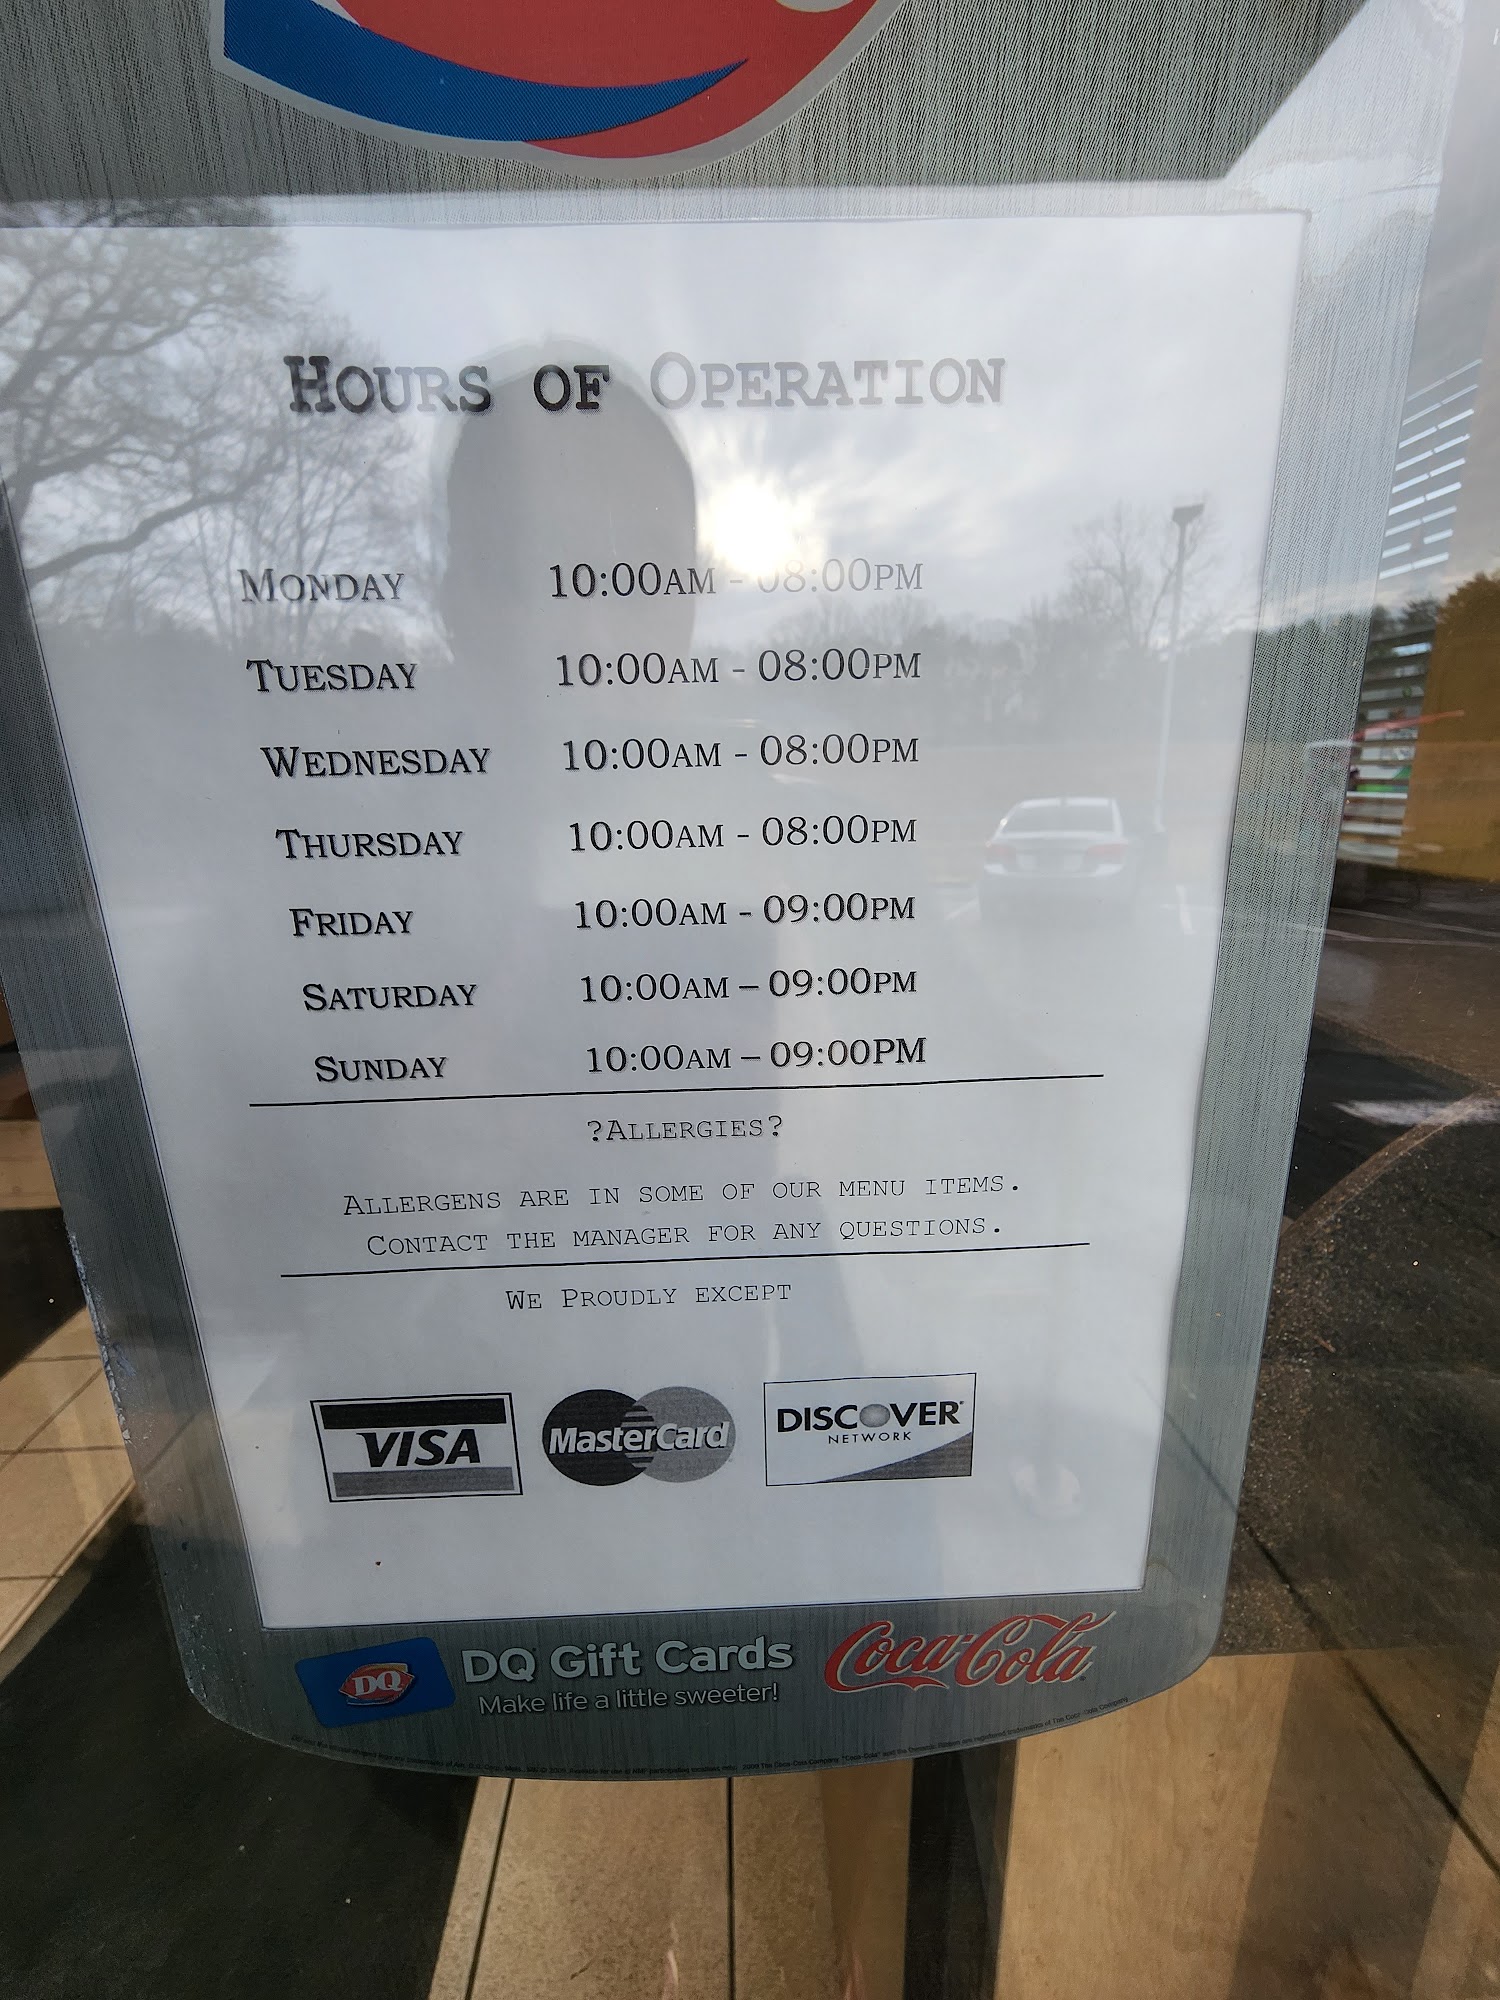 Hours of Operation
Monday 10:00AM - 08:00PM
Tuesday 10:00AM - 08:00PM
Wednesday 10:00AM - 08:00PM
Thursday 10:00AM - 08:00PM
Friday 10:00AM - 09:00PM
Saturday 10:00AM – 09:00PM
Sunday 10:00AM – 09:00PM
?Allergies?
Allergens are in some of our menu items.
Contact the manager for any questions.
We Proudly except
VISA MasterCard DISCOVER
NETWORK
DQ DQ Gift Cards Coca-Cola
Make life a little sweeter!